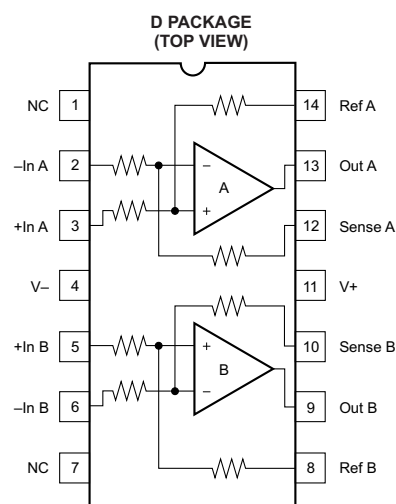 D PACKAGE
(TOP VIEW)
NC 1 14 Ref A
–In A 2 13 Out A
– A +
+In A 3 12 Sense A
V– 4 11 V+
+In B 5 10 Sense B
+ B –
–In B 6 9 Out B
NC 7 8 Ref B